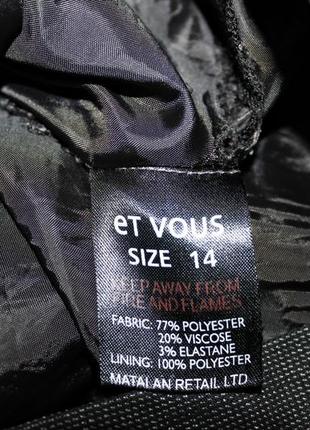 eT VOUS
SIZE 14
KEEP AWAY FROM
FIRE AND FLAMES
FABRIC: 77% POLYESTER
20% VISCOSE
3% ELASTANE
LINING: 100% POLYESTER
MATALAN RETAIL LTD